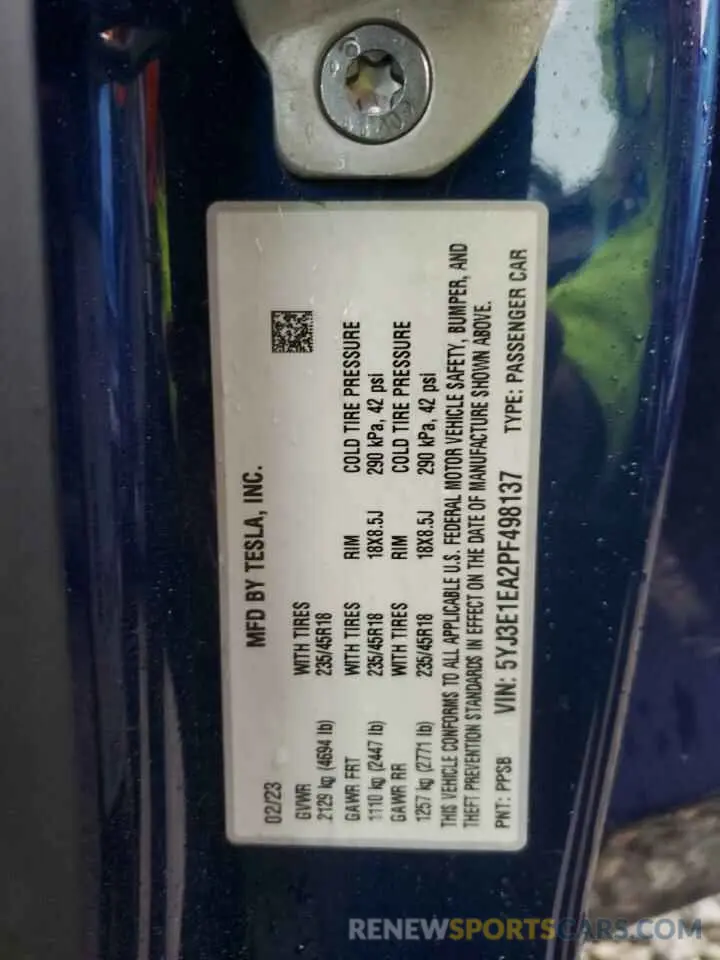 MFD BY TESLA, INC.
02/23
GVWR WITH TIRES
2129 kg (4694 lb) 235/45R18
GAWR FRT WITH TIRES RIM COLD TIRE PRESSURE
1110 kg (2447 lb) 235/45R18 18X8.5J 290 kPa, 42 psi
GAWR RR WITH TIRES RIM COLD TIRE PRESSURE
1257 kg (2771 lb) 235/45R18 18X8.5J 290 kPa, 42 psi
THIS VEHICLE CONFORMS TO ALL APPLICABLE U.S. FEDERAL MOTOR VEHICLE SAFETY, BUMPER, AND
THEFT PREVENTION STANDARDS IN EFFECT ON THE DATE OF MANUFACTURE SHOWN ABOVE.
PNT: PPSB VIN: 5YJ3E1EA2PF498137 TYPE: PASSENGER CAR
RENEWSPORTSCARS.COM